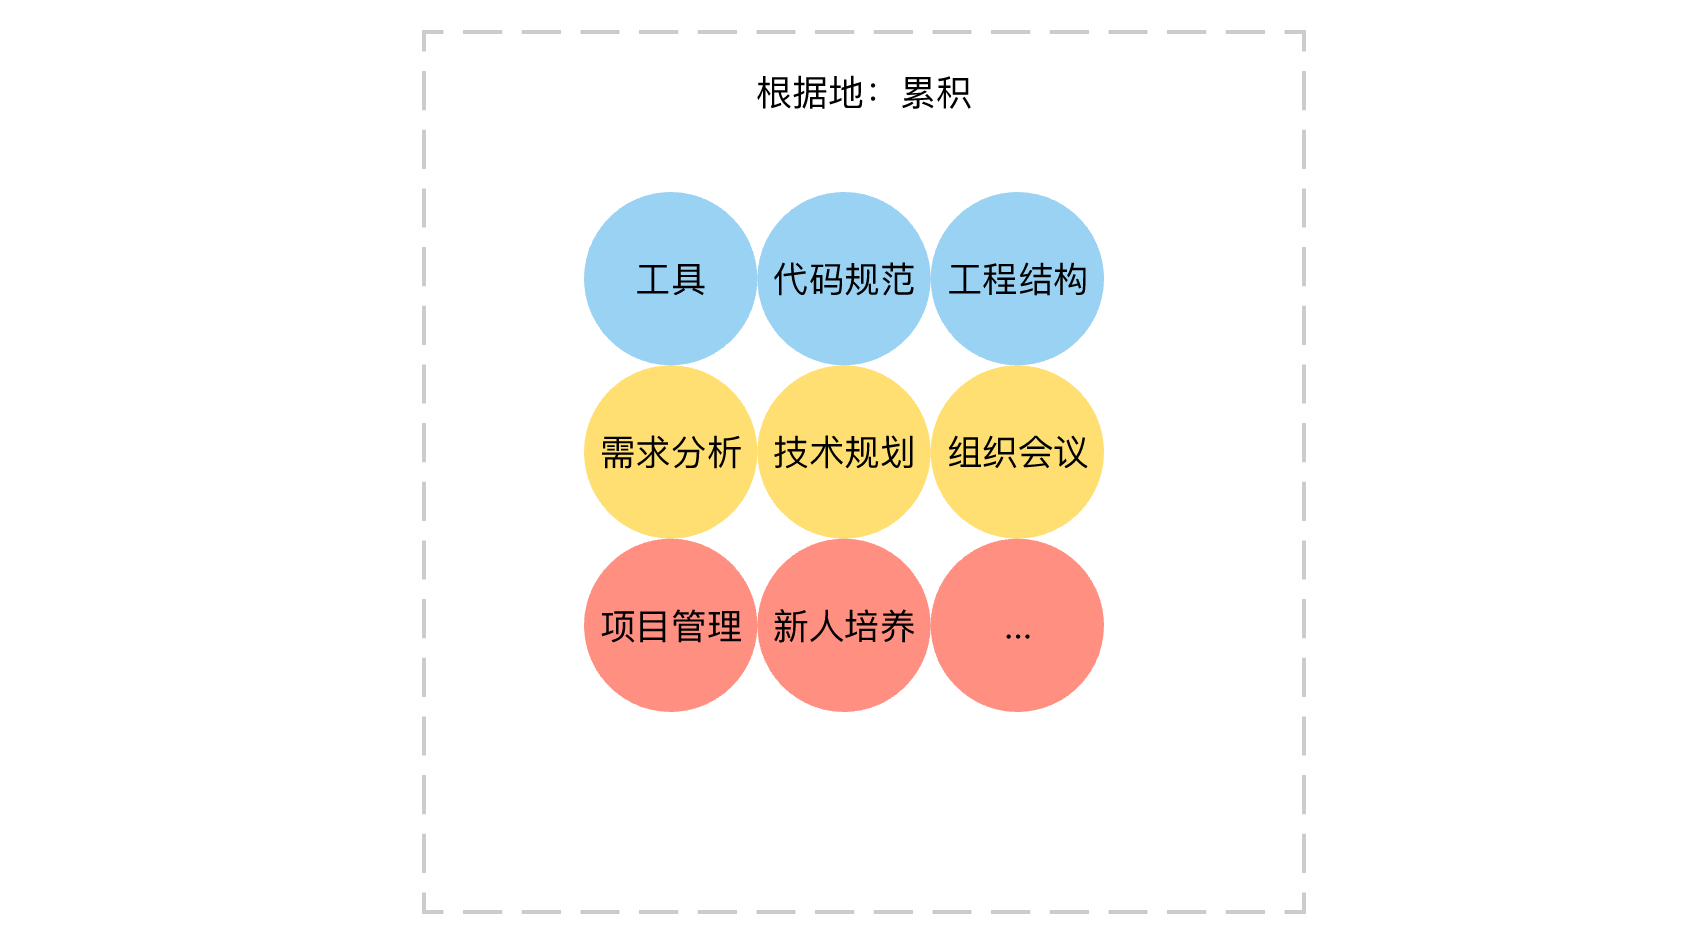 根据地：累积
工具
代码规范
工程结构
需求分析
技术规划
组织会议
项目管理
新人培养
...